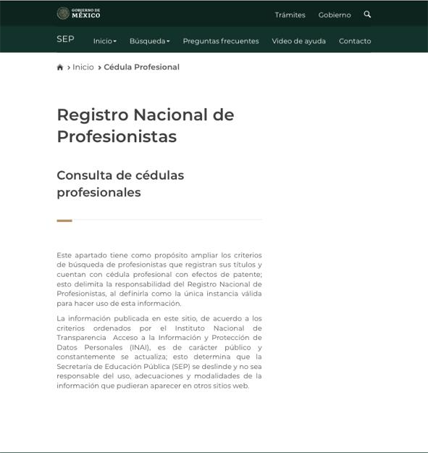 GOBIERNO DE
MÉXICO
Trámites Gobierno
SEP Inicio Búsqueda Preguntas frecuentes Video de ayuda Contacto
Inicio Cédula Profesional
Registro Nacional de
Profesionistas
Consulta de cédulas
profesionales
Este apartado tiene como propósito ampliar los criterios
de búsqueda de profesionistas que registran sus títulos y
cuentan con cédula profesional con efectos de patente;
esto delimita la responsabilidad del Registro Nacional de
Profesionistas, al definirla como la única instancia válida
para hacer uso de esta información.
La información publicada en este sitio, de acuerdo a los
criterios ordenados por el Instituto Nacional de
Transparencia Acceso a la Información y Protección de
Datos Personales (INAI), es de carácter público y
constantemente se actualiza; esto determina que la
Secretaría de Educación Pública (SEP) se deslinde y no sea
responsable del uso, adecuaciones y modalidades de la
información que pudieran aparecer en otros sitios web.